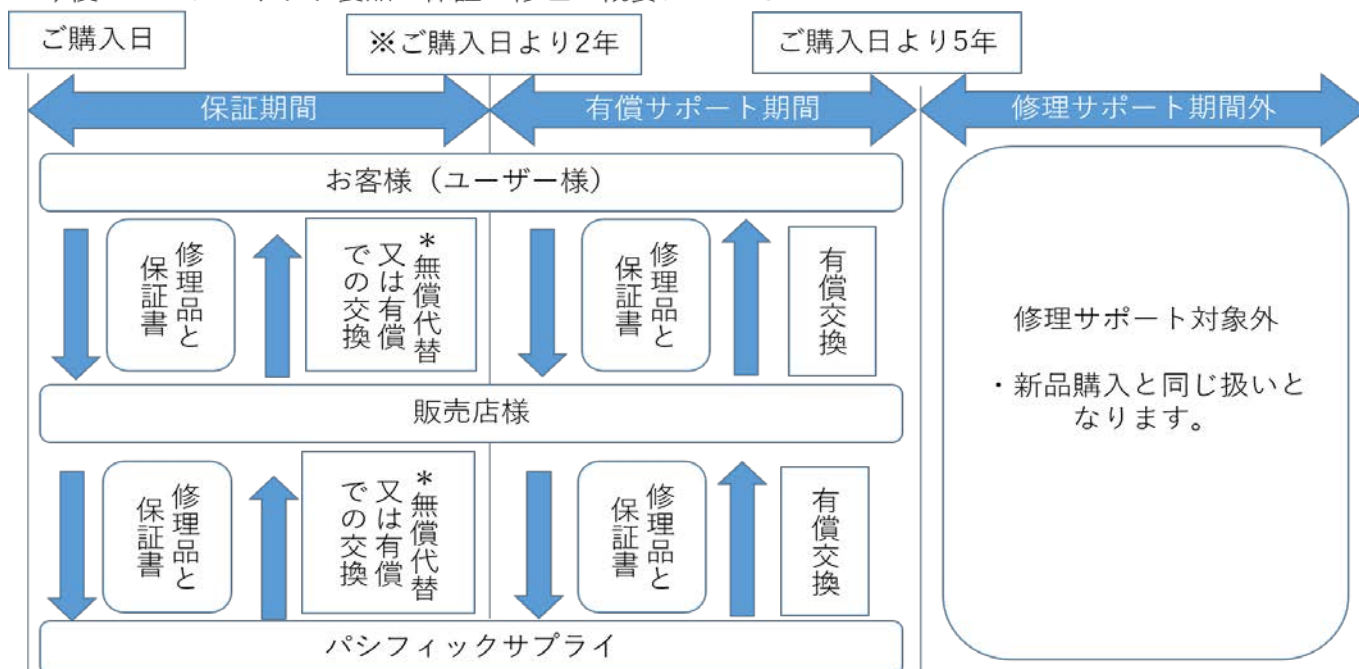 ご購入日
※ご購入日より2年
ご購入日より5年
保証期間
有償サポート期間
修理サポート期間外
お客様（ユーザー様）
修理品と
保証書
＊無償代替
又は有償
での交換
修理品と
保証書
有償交換
修理サポート対象外
・新品購入と同じ扱いと
なります。
販売店様
修理品と
保証書
＊無償代替
又は有償
での交換
修理品と
保証書
有償交換
パシフィックサプライ